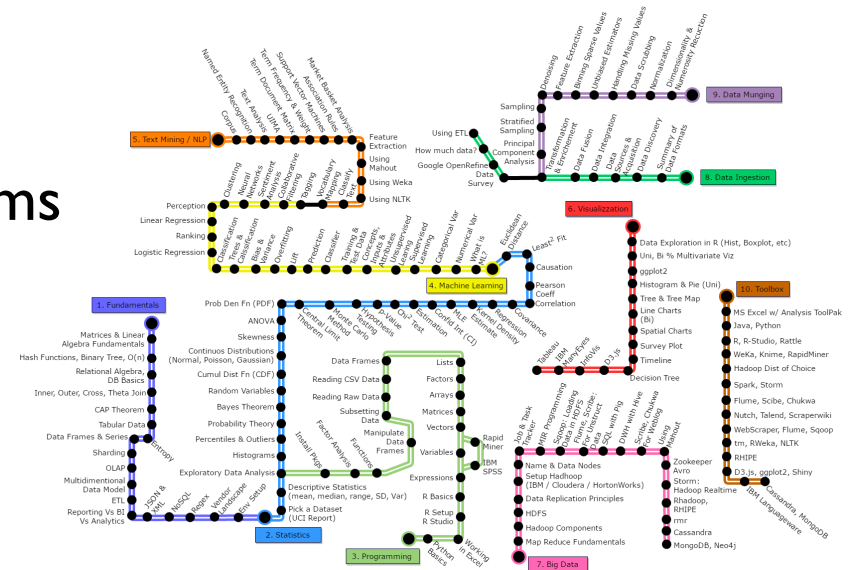 ms
Named Entity Recognition
Corpus
Text Analysis
UIMA
Term Document Matrix
Term Frequency & Weight
Support Vector Machines
Association Rules
Market Basket Analysis
5. Text Mining / NLP
Feature
Extraction
Using
Mahout
Using Weka
Using NLTK
Classify
Text
Vocabulary
Mapping
Tagging
Collaborative
Filtering
Sentiment
Analysis
Neural
Networks
Clustering
Perception
Linear Regression
Ranking
Logistic Regression
Classification
Trees &
Calssification
Bias &
Variance
Overfitting
Lift
Prediction
Classifier
Training &
Test Data
Concepts,
Inputs &
Attributes
Unsupervised
Learing
Supervised
Learning
Categorical Var
Numerical Var
What is
ML?
4. Machine Learning
Euclidean
Distance
Least² Fit
Causation
Pearson
Coeff
Correlation
Covariance
Regression
Kernel
Density
Estimate
MLE
Confid Int (CI)
Estimation
Chi² Test
p-Value
Hypothesis
Testing
Monte Carlo
Method
Central Limit
Theorem
Prob Den Fn (PDF)
ANOVA
Skewness
Continuos Distributions
(Normal, Poisson, Gaussian)
Cumul Dist Fn (CDF)
Random Variables
Bayes Theorem
Probability Theory
Percentiles & Outliers
Histograms
Exploratory Data Analysis
Descriptive Statistics
(mean, median, range, SD, Var)
Pick a Dataset
(UCI Report)
2. Statistics
1. Fundamentals
Matrices & Linear
Algebra Fundamentals
Hash Functions, Binary Tree, O(n)
Relational Algebra,
DB Basics
Inner, Outer, Cross, Theta Join
CAP Theorem
Tabular Data
Data Frames & Series
Entropy
Sharding
OLAP
Multidimentional
Data Model
ETL
Reporting Vs BI
Vs Analytics
JSON &
XML
NoSQL
Regex
Vendor
Landscape
Env Setup
Install Pkgs
Factor Analysis
Functions
Manipulate
Data
Frames
Subsetting
Data
Reading Raw Data
Reading CSV Data
Data Frames
Lists
Factors
Arrays
Matrices
Vectors
Variables
Rapid
Miner
IBM
SPSS
Expressions
R Basics
R Setup
R Studio
Working
in Excel
Python
Basics
3. Programming
Denoising
Feature Extraction
Binning Sparse Values
Unbiased Estimators
Handling Missing Values
Data Scrubbing
Normalization
Dimensionality &
Numerosity Recuction
9. Data Munging
Sampling
Stratified
Sampling
Principal
Component
Analysis
Using ETL
How much data?
Google OpenRefine
Data
Survey
Transformation
& Enrichement
Data Fusion
Data Integration
Data
Sources &
Acquisition
Data Discovery
Summary of
Data Formats
8. Data Ingestion
6. Visualizzation
Data Exploration in R (Hist, Boxplot, etc)
Uni, Bi % Multivariate Viz
ggplot2
Histogram & Pie (Uni)
Tree & Tree Map
Line Charts
(Bi)
Spatial Charts
Survey Plot
Timeline
Decision Tree
D3.js
InfoVis
IBM
ManyEyes
Tableau
10. Toolbox
MS Excel w/ Analysis ToolPak
Java, Python
R, R-Studio, Rattle
WeKa, Knime, RapidMiner
Hadoop Dist of Choice
Spark, Storm
Flume, Scibe, Chukwa
Nutch, Talend, Scraperwiki
WebScraper, Flume, Sqoop
tm, RWeka, NLTK
RHIPE
D3.js, ggplot2, Shiny
IBM Languageware
Cassandra, MongoDB
Job & Task
Tracker
M/R Programming
Sqoop: Loading
Data in HDFS
Flume, Scribe:
For Unstruct
Data
SQL with Pig
DWH with Hive
Scribe, Chukwa
For Weblog
Using
Mahout
Name & Data Nodes
Setup Hadhoop
(IBM / Cloudera / HortonWorks)
Data Replication Principles
HDFS
Hadoop Components
Map Reduce Fundamentals
7. Big Data
Zookeeper
Avro
Storm:
Hadoop Realtime
Rhadoop,
RHIPE
rmr
Cassandra
MongoDB, Neo4j